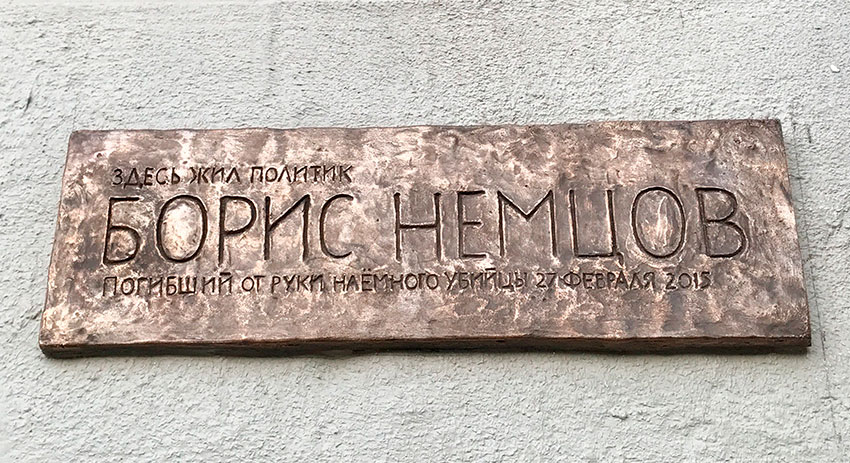 ЗДЕСЬ ЖИЛ ПОЛИТИК
БОРИС НЕМЦОВ
ПОГИБШИЙ ОТ РУКИ НАЁМНОГО УБИЙЦЫ 27 ФЕВРАЛЯ 2015